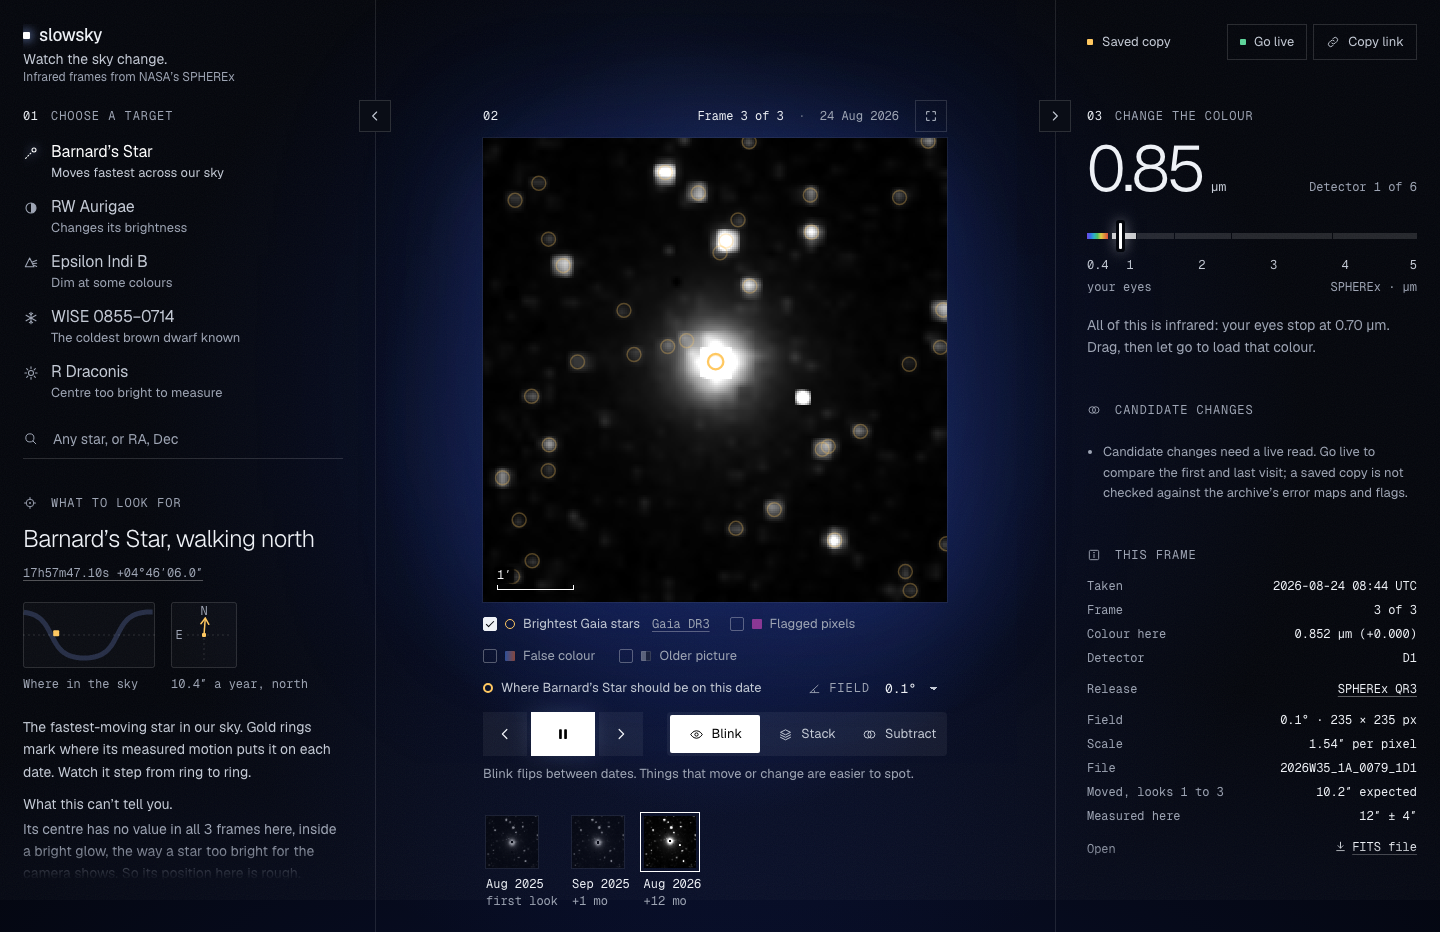 slowsky
Watch the sky change.
Infrared frames from NASA's SPHEREx
01 CHOOSE A TARGET
Barnard's Star
Moves fastest across our sky
RW Aurigae
Changes its brightness
Epsilon Indi B
Dim at some colours
WISE 0855–0714
The coldest brown dwarf known
R Draconis
Centre too bright to measure
Any star, or RA, Dec
WHAT TO LOOK FOR
Barnard's Star, walking north
17h57m47.10s +04°46′06.0″
N
E
Where in the sky
10.4″ a year, north
The fastest-moving star in our sky. Gold rings
mark where its measured motion puts it on each
date. Watch it step from ring to ring.
What this can't tell you.
Its centre has no value in all 3 frames here, inside
a bright glow, the way a star too bright for the
camera shows. So its position here is rough.
02
Frame 3 of 3 · 24 Aug 2026
1′
Brightest Gaia stars Gaia DR3 Flagged pixels
False colour Older picture
Where Barnard's Star should be on this date FIELD 0.1°
Blink Stack Subtract
Blink flips between dates. Things that move or change are easier to spot.
Aug 2025
first look
Sep 2025
+1 mo
Aug 2026
+12 mo
Saved copy Go live Copy link
03 CHANGE THE COLOUR
0.85 µm Detector 1 of 6
0.4 1 2 3 4 5
your eyes SPHEREx · µm
All of this is infrared: your eyes stop at 0.70 µm.
Drag, then let go to load that colour.
CANDIDATE CHANGES
• Candidate changes need a live read. Go live to
compare the first and last visit; a saved copy is not
checked against the archive's error maps and flags.
THIS FRAME
Taken 2026-08-24 08:44 UTC
Frame 3 of 3
Colour here 0.852 µm (+0.000)
Detector D1
Release SPHEREx QR3
Field 0.1° · 235 × 235 px
Scale 1.54″ per pixel
File 2026W35_1A_0079_1D1
Moved, looks 1 to 3 10.2″ expected
Measured here 12″ ± 4″
Open FITS file